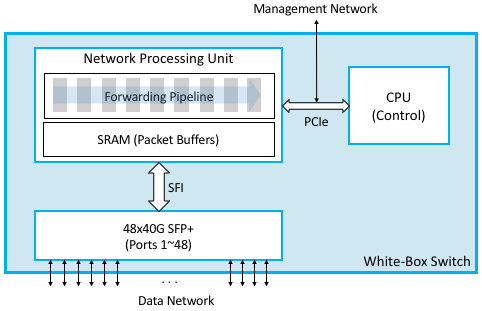 Management Network
Network Processing Unit
Forwarding Pipeline
SRAM (Packet Buffers)
PCIe
CPU
(Control)
SFI
48x40G SFP+
(Ports 1~48)
White-Box Switch
. . .
Data Network